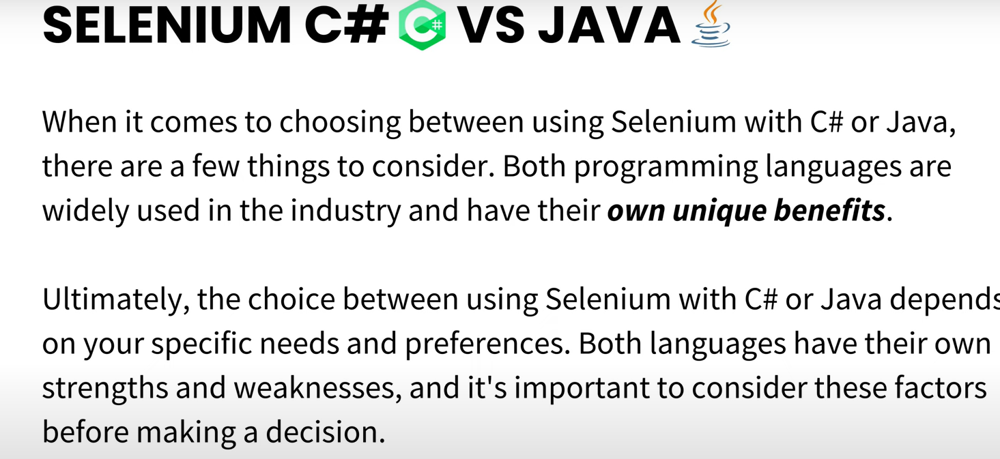 SELENIUM C# C# VS JAVA
When it comes to choosing between using Selenium with C# or Java,
there are a few things to consider. Both programming languages are
widely used in the industry and have their own unique benefits.
Ultimately, the choice between using Selenium with C# or Java depends
on your specific needs and preferences. Both languages have their own
strengths and weaknesses, and it's important to consider these factors
before making a decision.